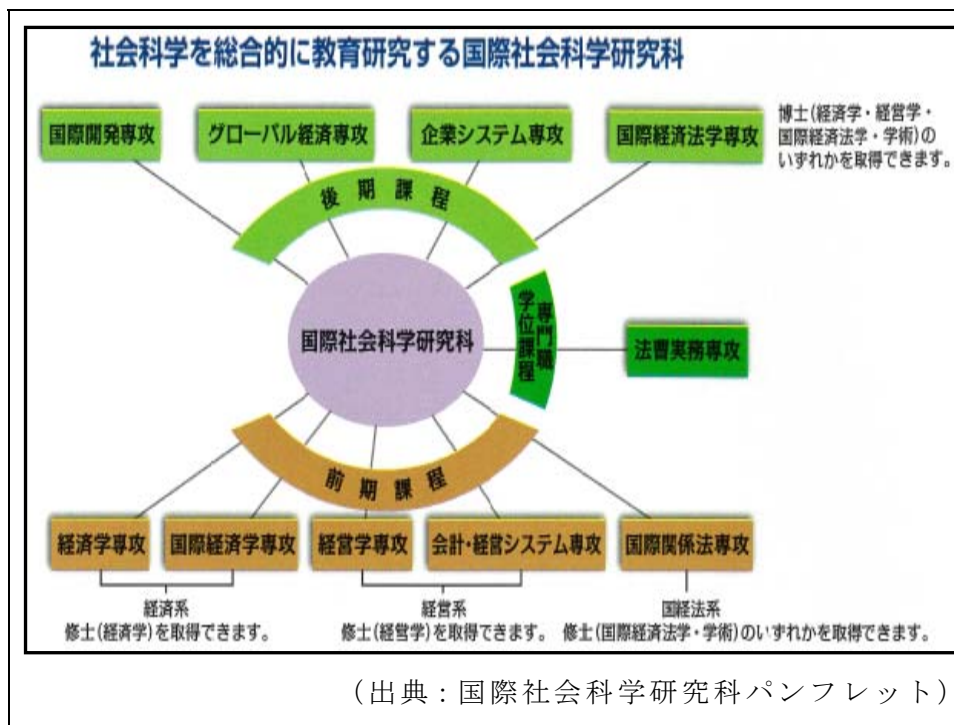 社会科学を総合的に教育研究する国際社会科学研究科
国際開発専攻
グローバル経済専攻
企業システム専攻
国際経済法学専攻
博士(経済学・経営学・
国際経済法学・学術)の
いずれかを取得できます。
後期課程
国際社会科学研究科
専門職
学位課程
法曹実務専攻
前期課程
経済学専攻
国際経済学専攻
経営学専攻
会計・経営システム専攻
国際関係法専攻
経済系
修士(経済学)を取得できます。
経営系
修士(経営学)を取得できます。
国経法系
修士(国際経済法学・学術)のいずれかを取得できます。
(出典:国際社会科学研究科パンフレット)